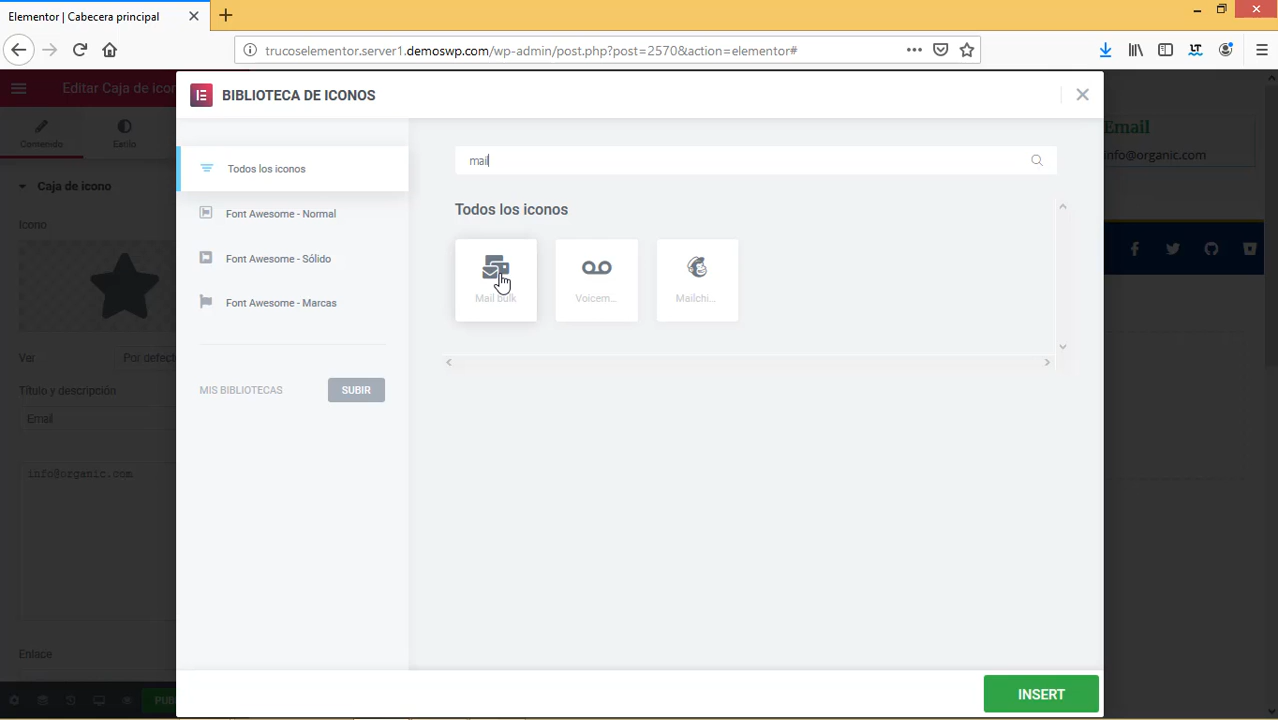 Elementor | Cabecera principal
trucoselementor.server1.demoswp.com/wp-admin/post.php?post=2570&action=elementor#
Editar Caja de icon
BIBLIOTECA DE ICONOS
Contenido
Estilo
Caja de icono
Icono
Ver
Por defect
Título y descripción
Email
info@organic.com
Enlace
PUB
Todos los iconos
Font Awesome - Normal
Font Awesome - Sólido
Font Awesome - Marcas
MIS BIBLIOTECAS
SUBIR
mail
Todos los iconos
Mail bulk
Voicem...
Mailchi...
INSERT
Email
info@organic.com